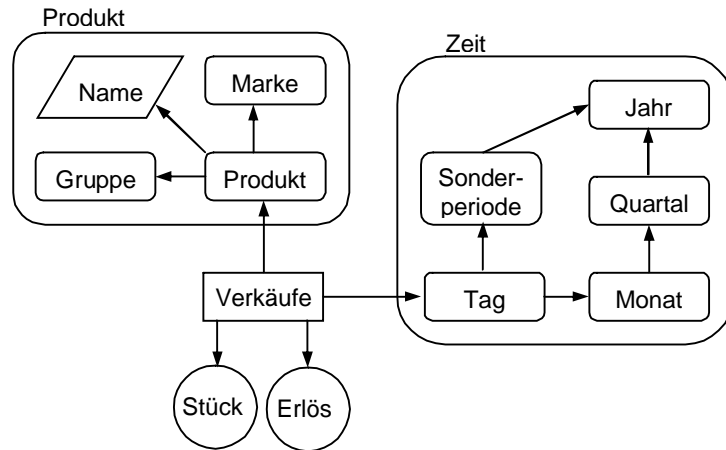 Produkt
Zeit
Name
Marke
Jahr
Gruppe
Produkt
Sonder-
periode
Quartal
Verkäufe
Tag
Monat
Stück
Erlös